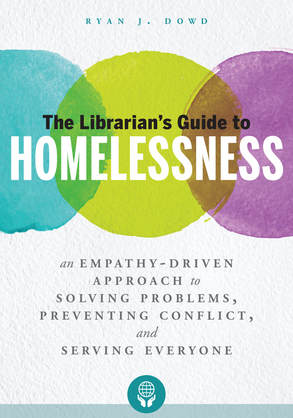 RYAN J. DOWD
The Librarian's Guide to
HOMELESSNESS
an EMPATHY-DRIVEN
APPROACH to
SOLVING PROBLEMS,
PREVENTING CONFLICT,
and
SERVING EVERYONE